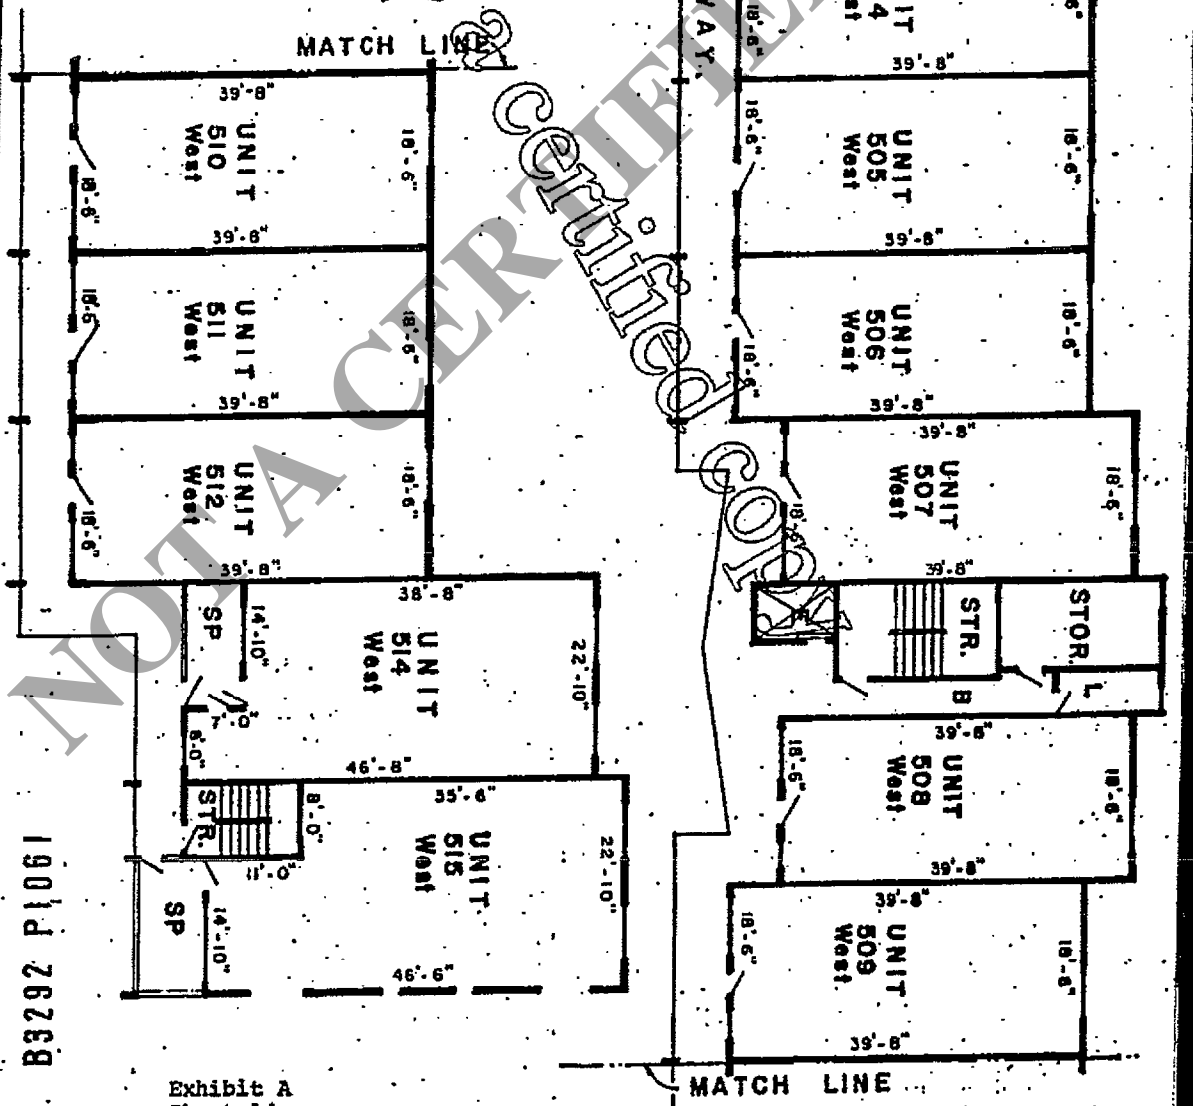 MATCH LINE
39'-8"
UNIT
510
West
18'-6"
18'-6"
39'-8"
UNIT
511
West
18'-6"
18'-6"
39'-8"
UNIT
512
West
18'-6"
18'-6"
39'-8"
38'-8"
SP
14'-10"
UNIT
514
West
22'-10"
7'-0"
8'-0"
46'-8"
STR.
8'-0"
35'-6"
UNIT
515
West
22'-10"
11'-0"
SP
14'-10"
46'-6"
WAY.
18'-6"
39'-8"
18'-6"
UNIT
505
West
18'-6"
39'-8"
UNIT
506
West
18'-6"
18'-6"
39'-8"
39'-8"
UNIT
507
West
18'-6"
18'-6"
39'-8"
STR.
STOR.
B
L
39'-8"
18'-6"
UNIT
508
West
18'-6"
39'-8"
39'-8"
18'-6"
UNIT
509
West
18'-6"
39'-8"
MATCH LINE
B3292 P1061
Exhibit A
NOT A CERTIFIE
a certified copy